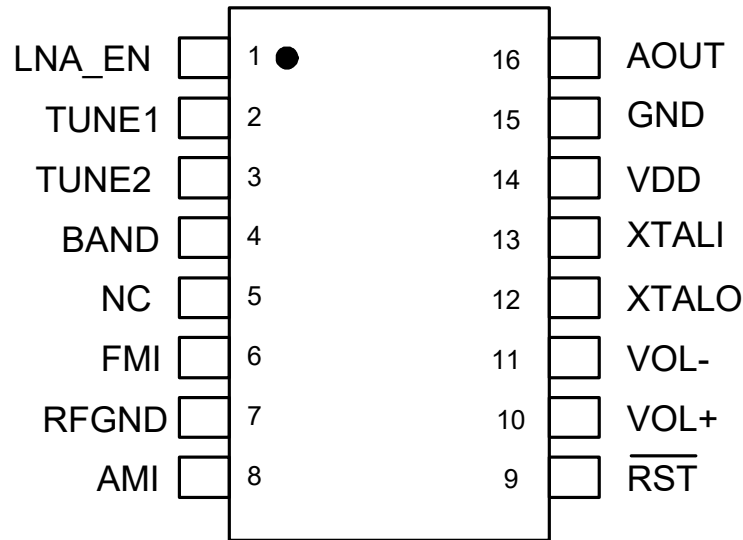 LNA_EN 1 16 AOUT
TUNE1 2 15 GND
TUNE2 3 14 VDD
BAND 4 13 XTALI
NC 5 12 XTALO
FMI 6 11 VOL-
RFGND 7 10 VOL+
AMI 8 9 R̅S̅T̅